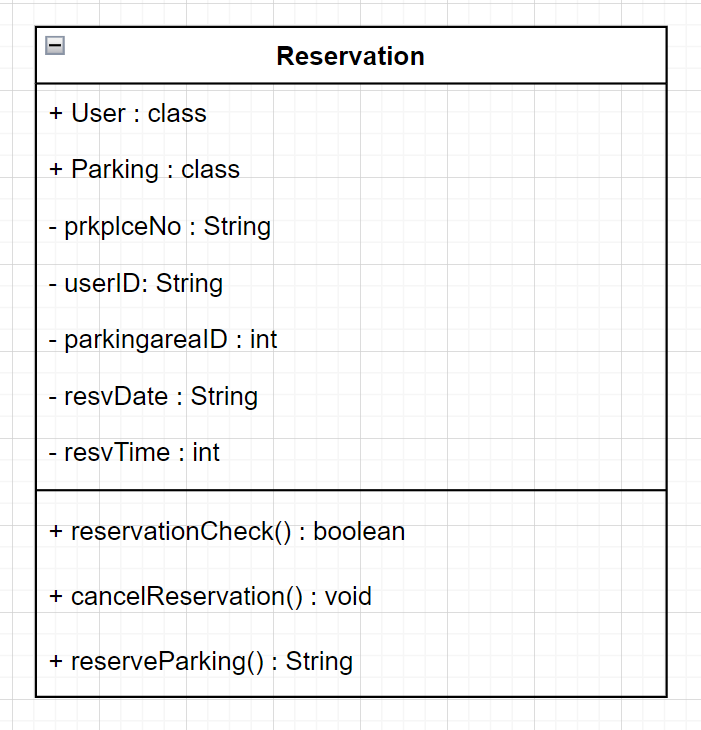 Reservation
+ User : class
+ Parking : class
- prkplceNo : String
- userID: String
- parkingareaID : int
- resvDate : String
- resvTime : int
+ reservationCheck() : boolean
+ cancelReservation() : void
+ reserveParking() : String